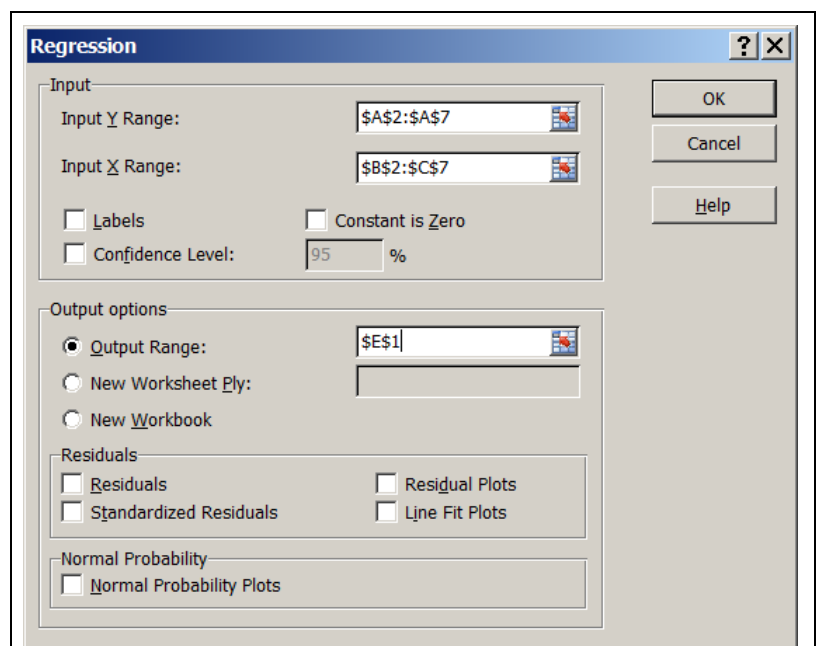 Regression
Input
Input Y Range: $A$2:$A$7
Input X Range: $B$2:$C$7
Labels Constant is Zero
Confidence Level: 95 %
OK
Cancel
Help
Output options
Output Range: $E$1
New Worksheet Ply:
New Workbook
Residuals
Residuals Residual Plots
Standardized Residuals Line Fit Plots
Normal Probability
Normal Probability Plots